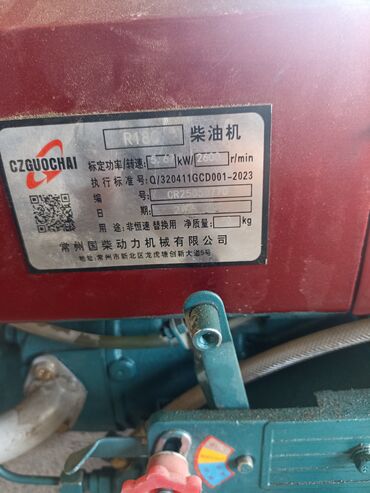 CZGUOCHAI
柴油机
标定功率/转速: kW/ r/min
执行标准号: Q/320411GCD001-2023
编 号:
日 期:
用 途: 非恒速 替换用 净质量: kg
常州国柴动力机械有限公司
地址: 常州市新北区龙虎塘创新大道5号